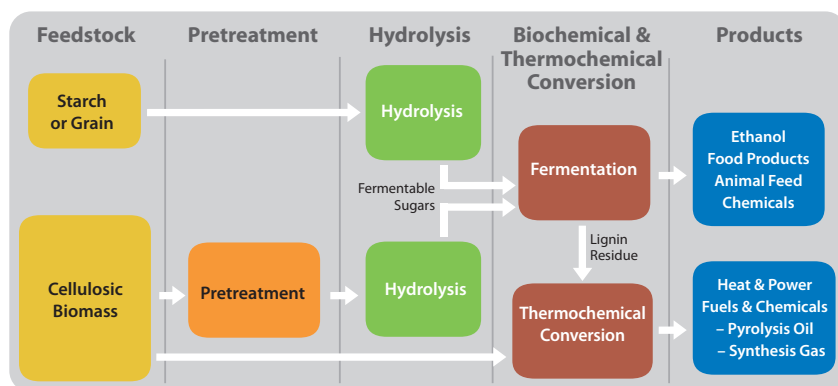 Feedstock
Pretreatment
Hydrolysis
Biochemical &
Thermochemical
Conversion
Products
Starch
or Grain
Hydrolysis
Fermentable
Sugars
Fermentation
Ethanol
Food Products
Animal Feed
Chemicals
Cellulosic
Biomass
Pretreatment
Hydrolysis
Lignin
Residue
Thermochemical
Conversion
Heat & Power
Fuels & Chemicals
– Pyrolysis Oil
– Synthesis Gas